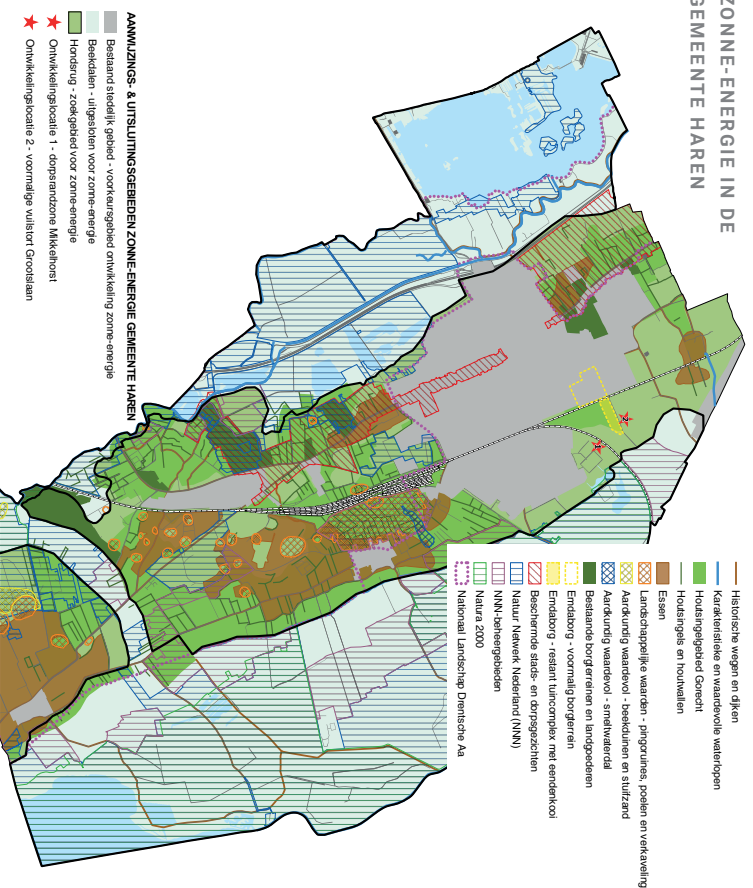 ZONNE-ENERGIE IN DE
GEMEENTE HAREN
Historische wegen en dijken
Karakteristieke en waardevolle waterlopen
Houtsingelgebied Gorecht
Houtsingels en houtwallen
Essen
Landschappelijke waarden - pingoruines, poelen en verkaveling
Aardkundig waardevol - beekduinen en stuifzand
Aardkundig waardevol - smeltwaterdal
Bestaande borgterreinen en landgoederen
Emdaborg - voormalig borgterrein
Emdaborg - restant tuincomplex met eendenkooi
Beschermde stads- en dorpsgezichten
Natuur Netwerk Nederland (NNN)
NNN-beheergebieden
Natura 2000
Nationaal Landschap Drentsche Aa
AANWIJZINGS- & UITSLUITINGSGEBIEDEN ZONNE-ENERGIE GEMEENTE HAREN
Bestaand stedelijk gebied - voorkeursgebied ontwikkeling zonne-energie
Beekdalen - uitgesloten voor zonne-energie
Hondsrug - zoekgebied voor zonne-energie
Ontwikkelingslocatie 1 - dorpsrandzone Mikkelhorst
Ontwikkelingslocatie 2 - voormalige vuilstort Grootslaan